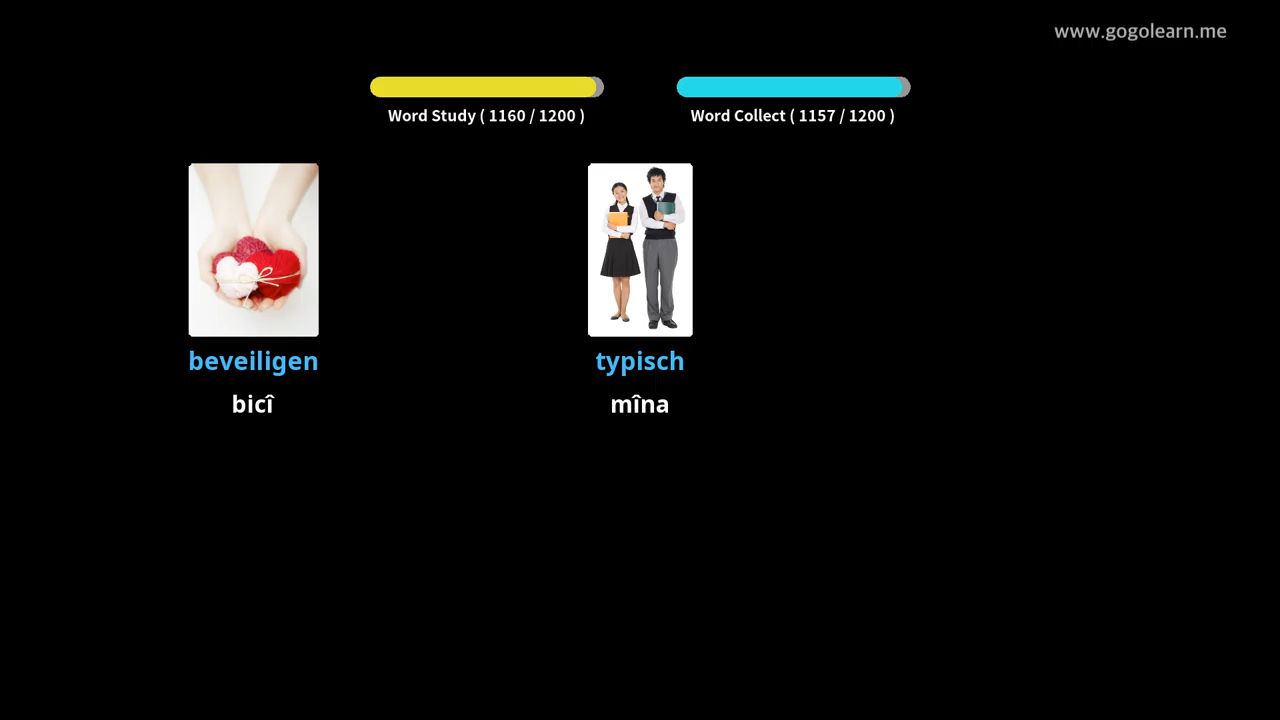 www.gogolearn.me
Word Study ( 1160 / 1200 )
Word Collect ( 1157 / 1200 )
beveiligen
bicî
typisch
mîna